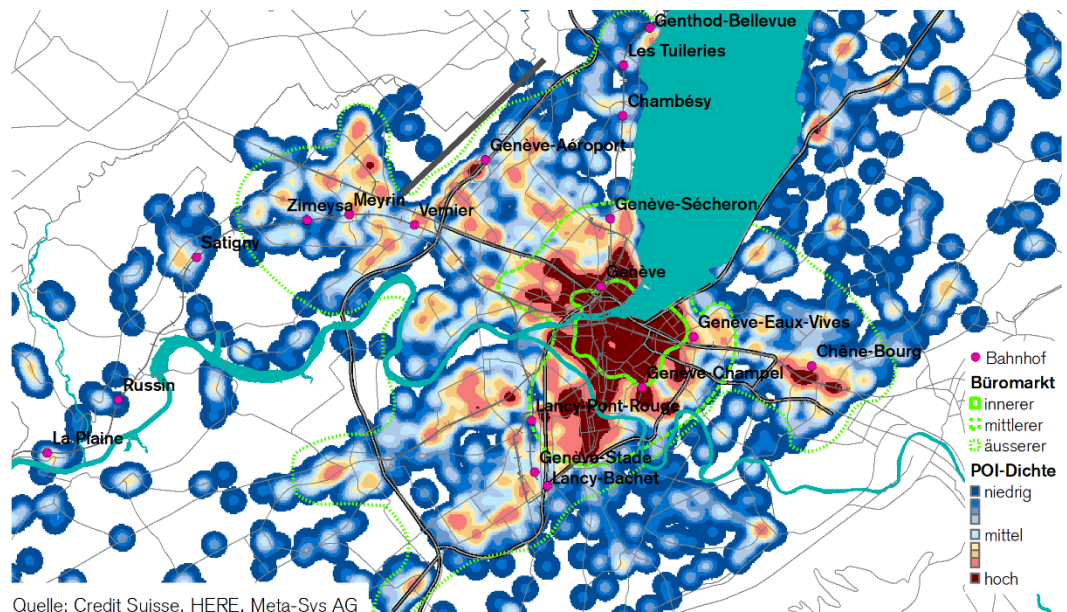 Genthod-Bellevue
Les Tuileries
Chambésy
Genève-Aéroport
Zimeysa
Meyrin
Vernier
Genève-Sécheron
Satigny
Genève
Genève-Eaux-Vives
Chêne-Bourg
Genève-Champel
Russin
Lancy-Pont-Rouge
La Plaine
Genève-Stade
Lancy-Bachet
Bahnhof
Büromarkt
innerer
mittlerer
äusserer
POI-Dichte
niedrig
mittel
hoch
Quelle: Credit Suisse, HERE, Meta-Sys AG